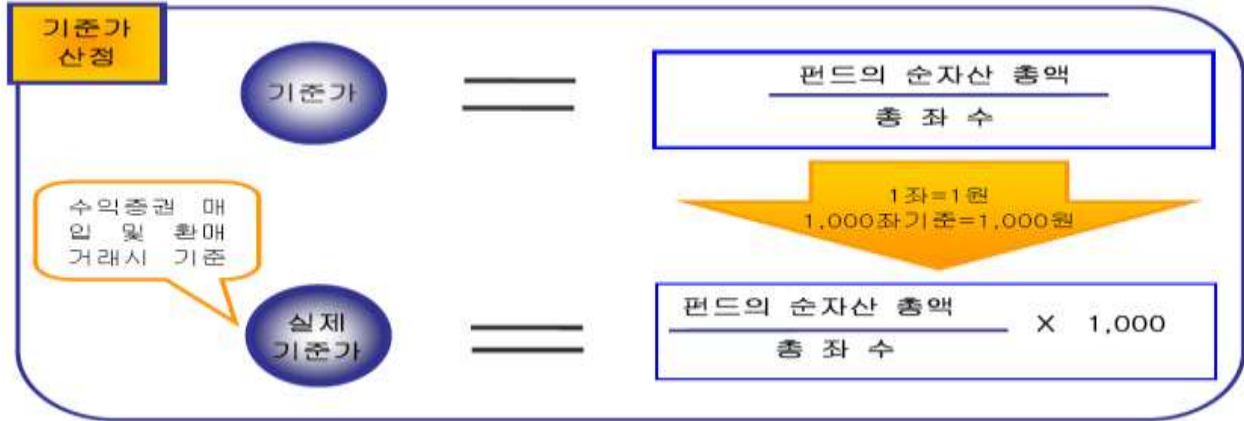 기준가
산정
기준가
펀드의 순자산 총액
총 좌 수
1좌=1원
1,000좌기준=1,000원
수익증권 매
입 및 환매
거래시 기준
실제
기준가
펀드의 순자산 총액
총 좌 수
X 1,000